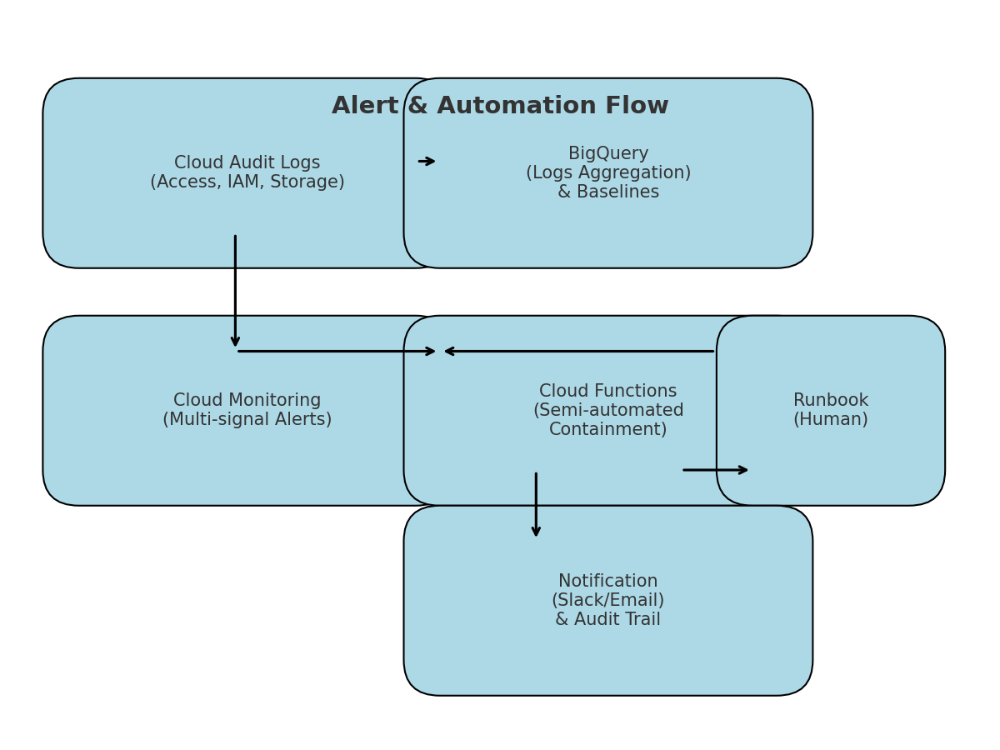 Alert & Automation Flow
Cloud Audit Logs
(Access, IAM, Storage)
BigQuery
(Logs Aggregation)
& Baselines
Cloud Monitoring
(Multi-signal Alerts)
Cloud Functions
(Semi-automated
Containment)
Runbook
(Human)
Notification
(Slack/Email)
& Audit Trail